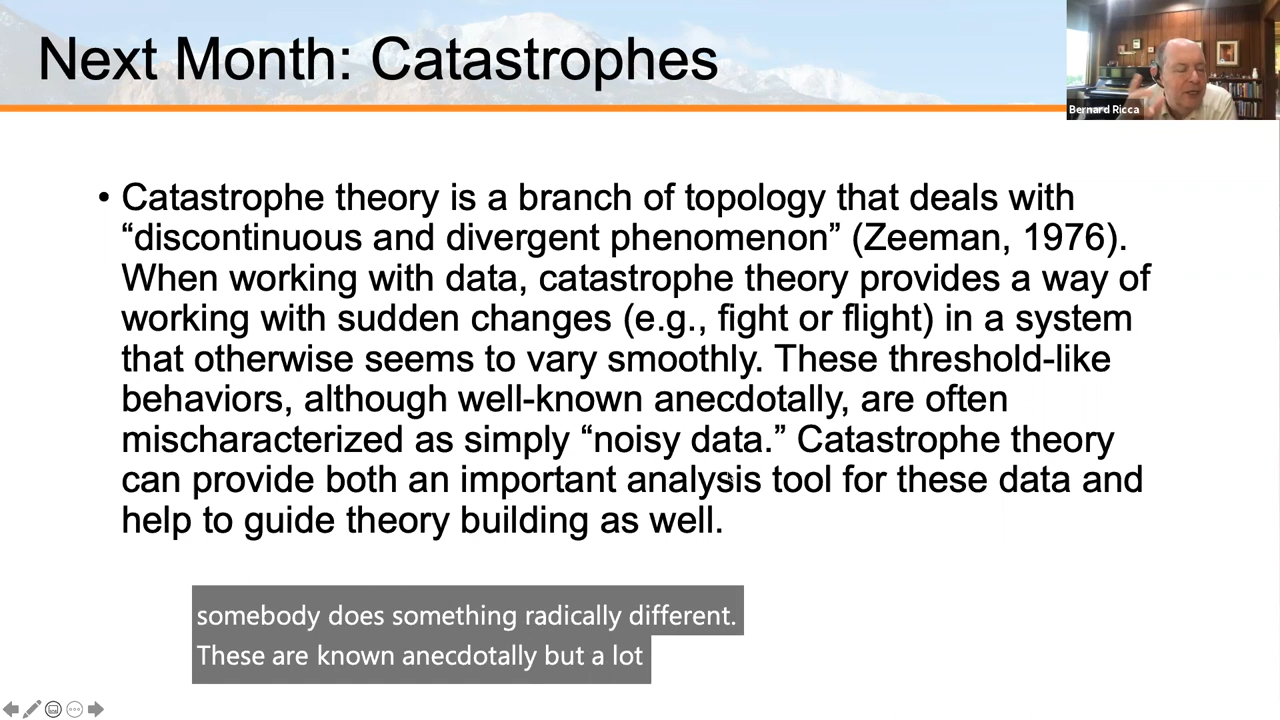 Next Month: Catastrophes
Bernard Ricca
• Catastrophe theory is a branch of topology that deals with
“discontinuous and divergent phenomenon” (Zeeman, 1976).
When working with data, catastrophe theory provides a way of
working with sudden changes (e.g., fight or flight) in a system
that otherwise seems to vary smoothly. These threshold-like
behaviors, although well-known anecdotally, are often
mischaracterized as simply “noisy data.” Catastrophe theory
can provide both an important analysis tool for these data and
help to guide theory building as well.
somebody does something radically different.
These are known anecdotally but a lot